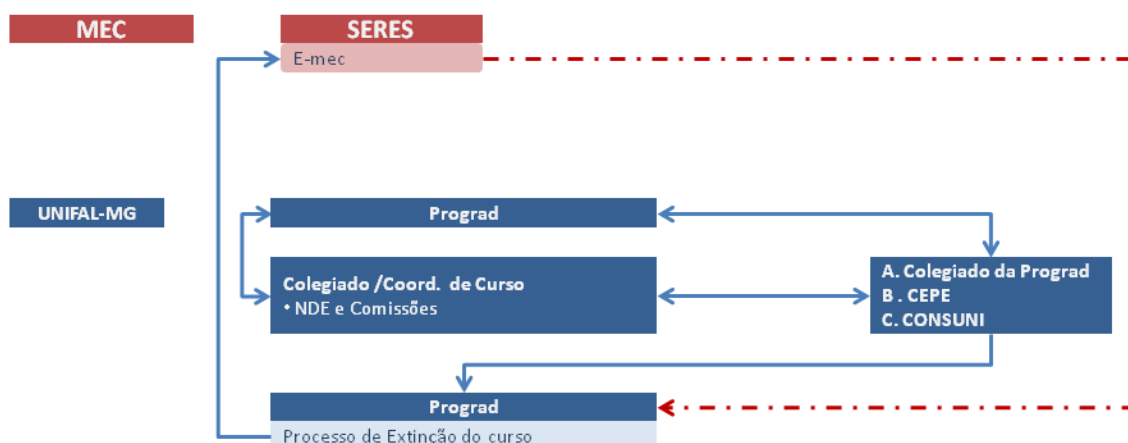 MEC
SERES
E-mec
UNIFAL-MG
Prograd
Colegiado /Coord. de Curso
• NDE e Comissões
A. Colegiado da Prograd
B . CEPE
C. CONSUNI
Prograd
Processo de Extinção do curso